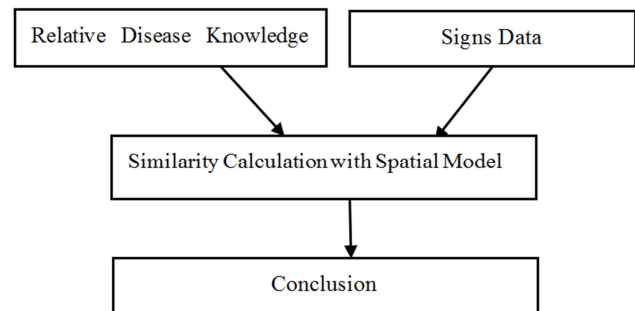 Relative Disease Knowledge
Signs Data
Similarity Calculation with Spatial Model
Conclusion